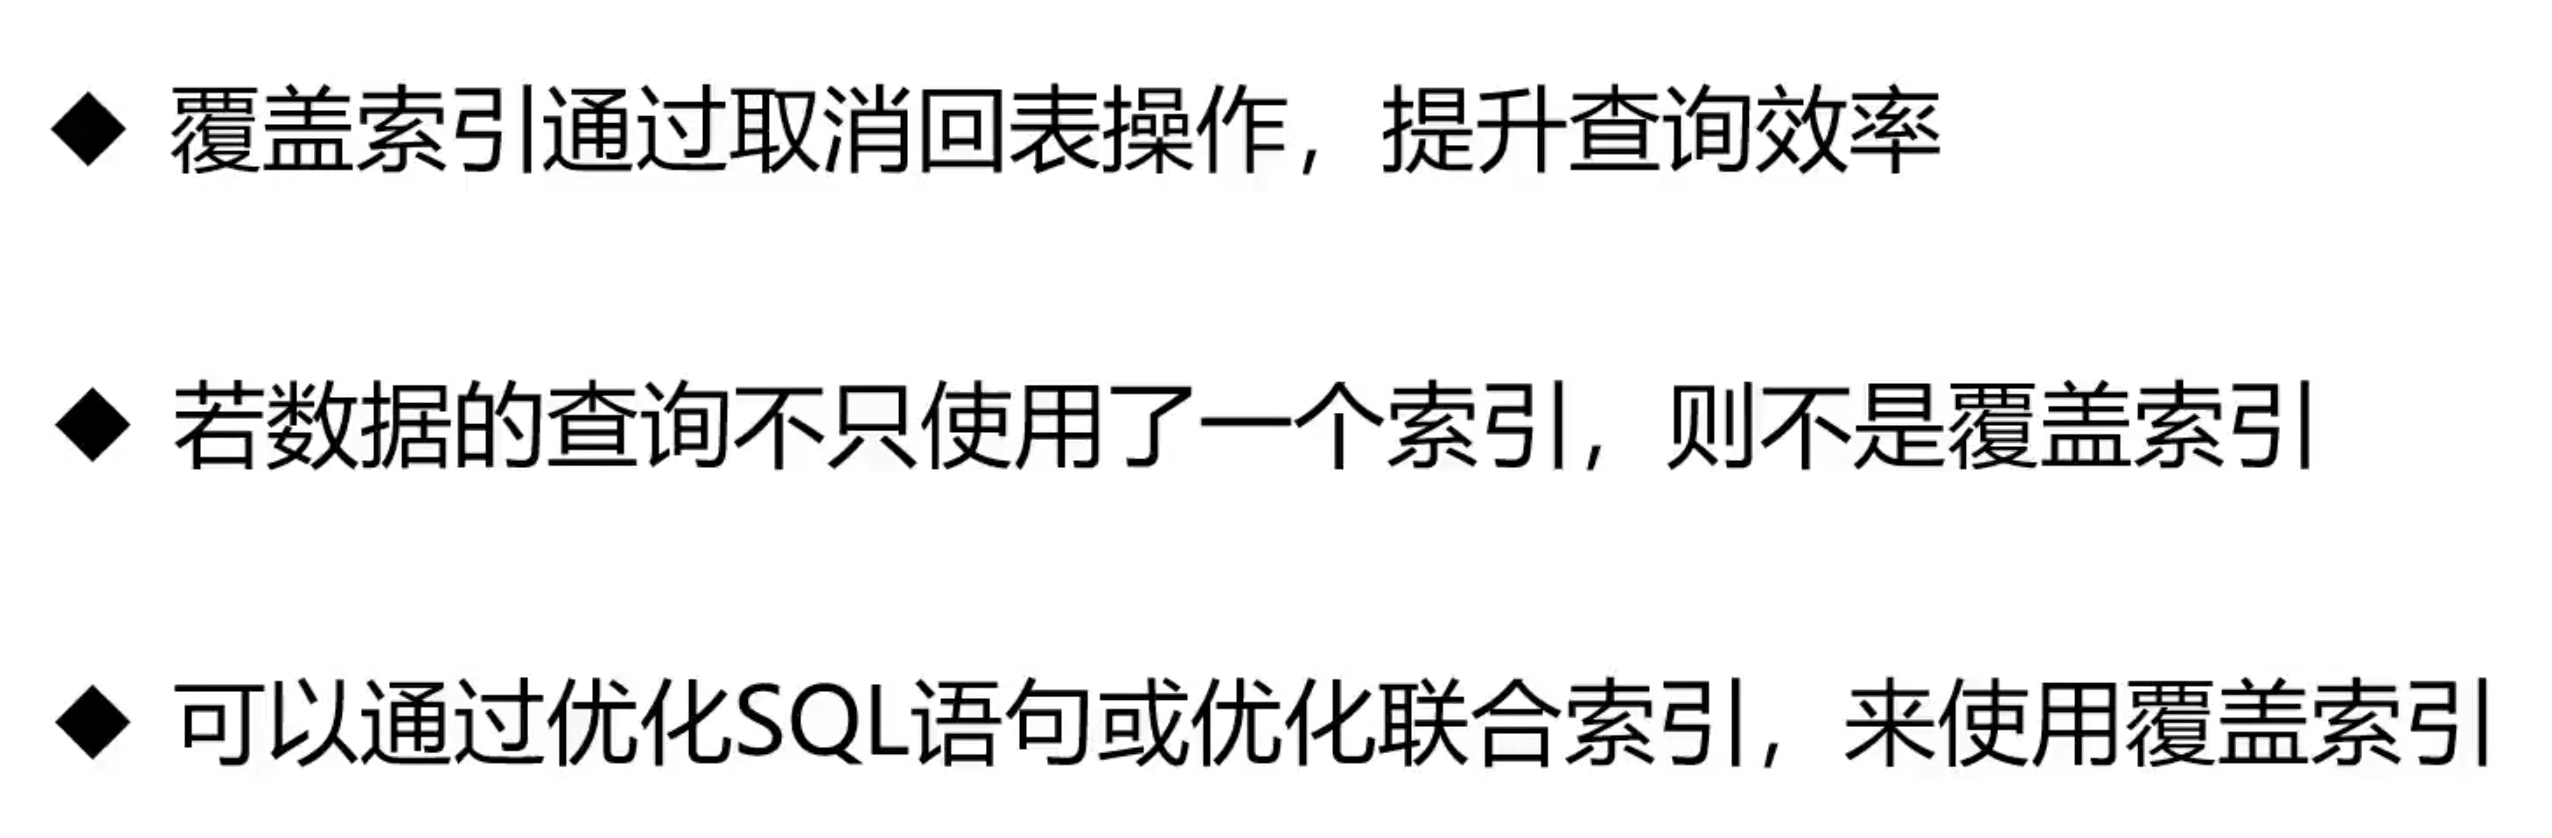 ◆ 覆盖索引通过取消回表操作，提升查询效率
◆ 若数据的查询不只使用了一个索引，则不是覆盖索引
◆ 可以通过优化SQL语句或优化联合索引，来使用覆盖索引